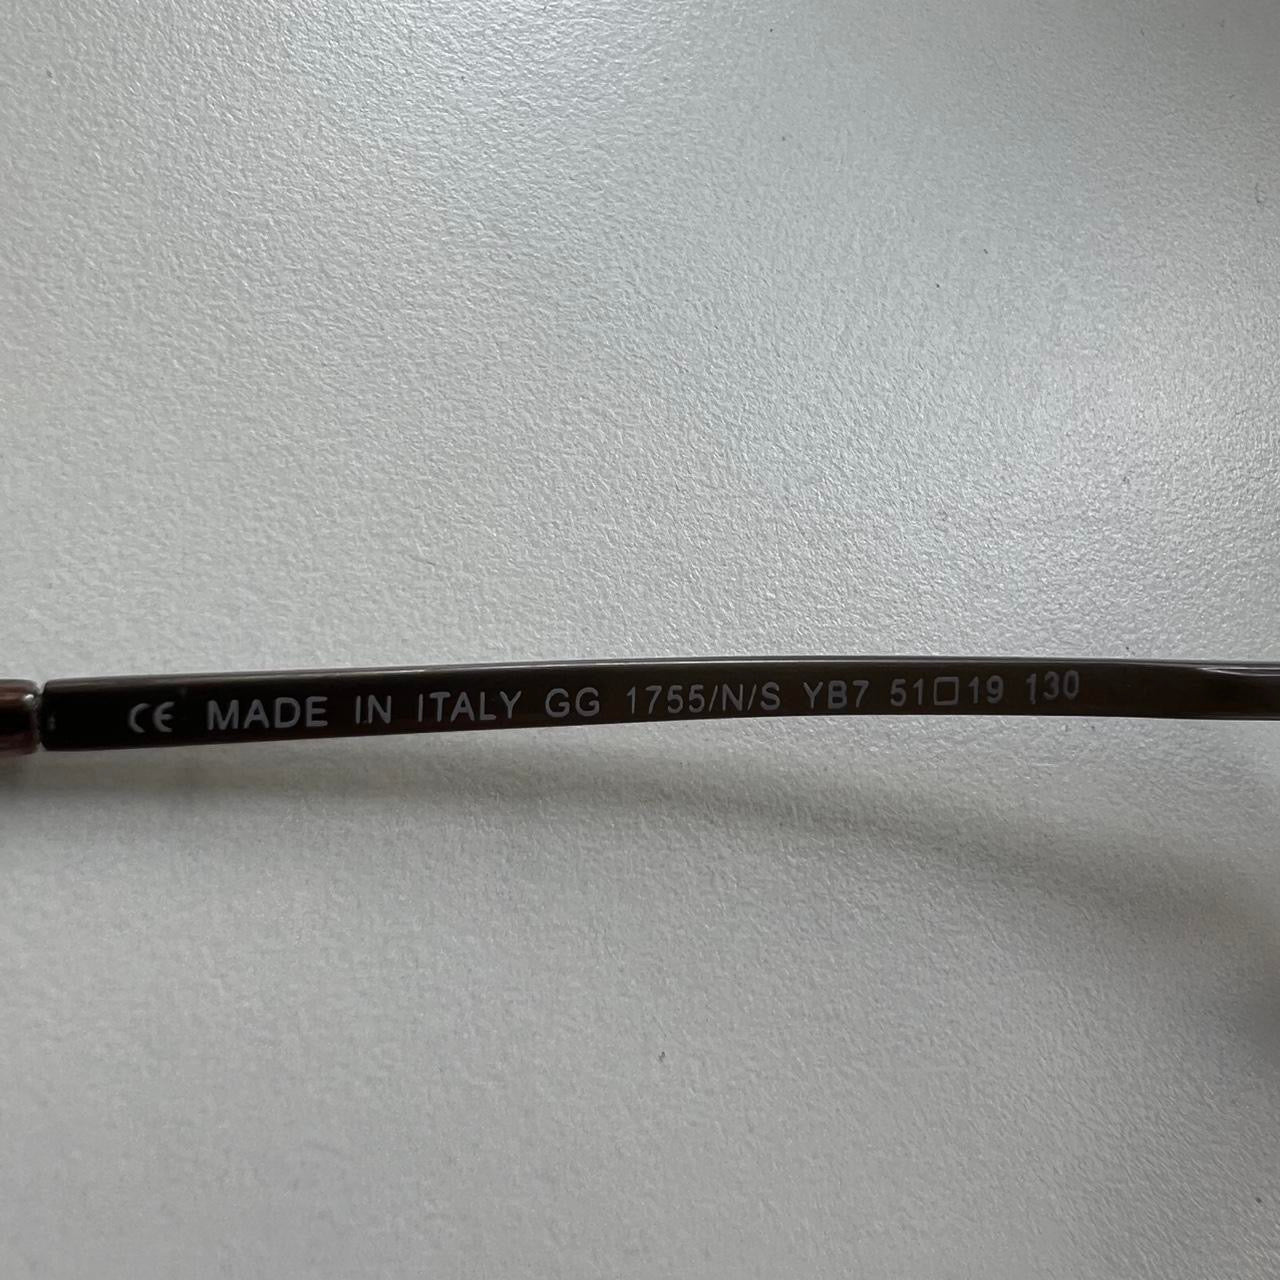 CE MADE IN ITALY GG 1755/N/S YB7 51□19 130